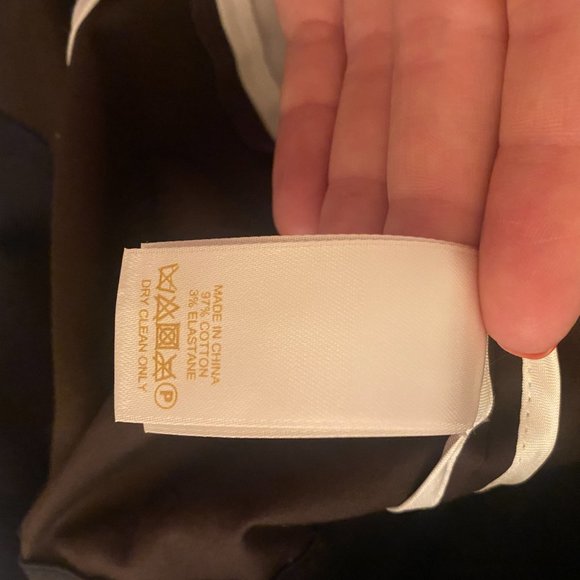 MADE IN CHINA
97% COTTON
3% ELASTANE
P
DRY CLEAN ONLY